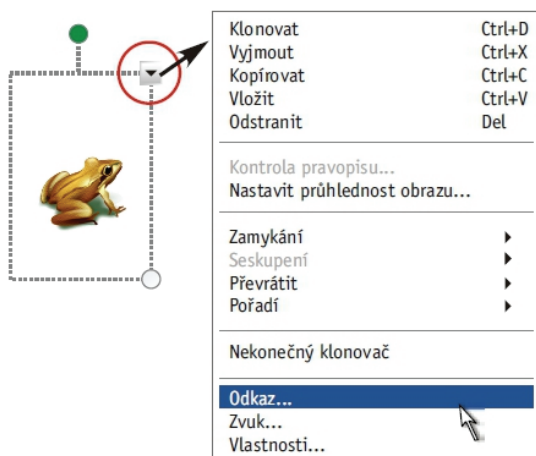 Klonovat Ctrl+D
Vyjmout Ctrl+X
Kopírovat Ctrl+C
Vložit Ctrl+V
Odstranit Del
Kontrola pravopisu...
Nastavit průhlednost obrazu...
Zamykání
Seskupení
Převrátit
Pořadí
Nekonečný klonovač
Odkaz...
Zvuk...
Vlastnosti...